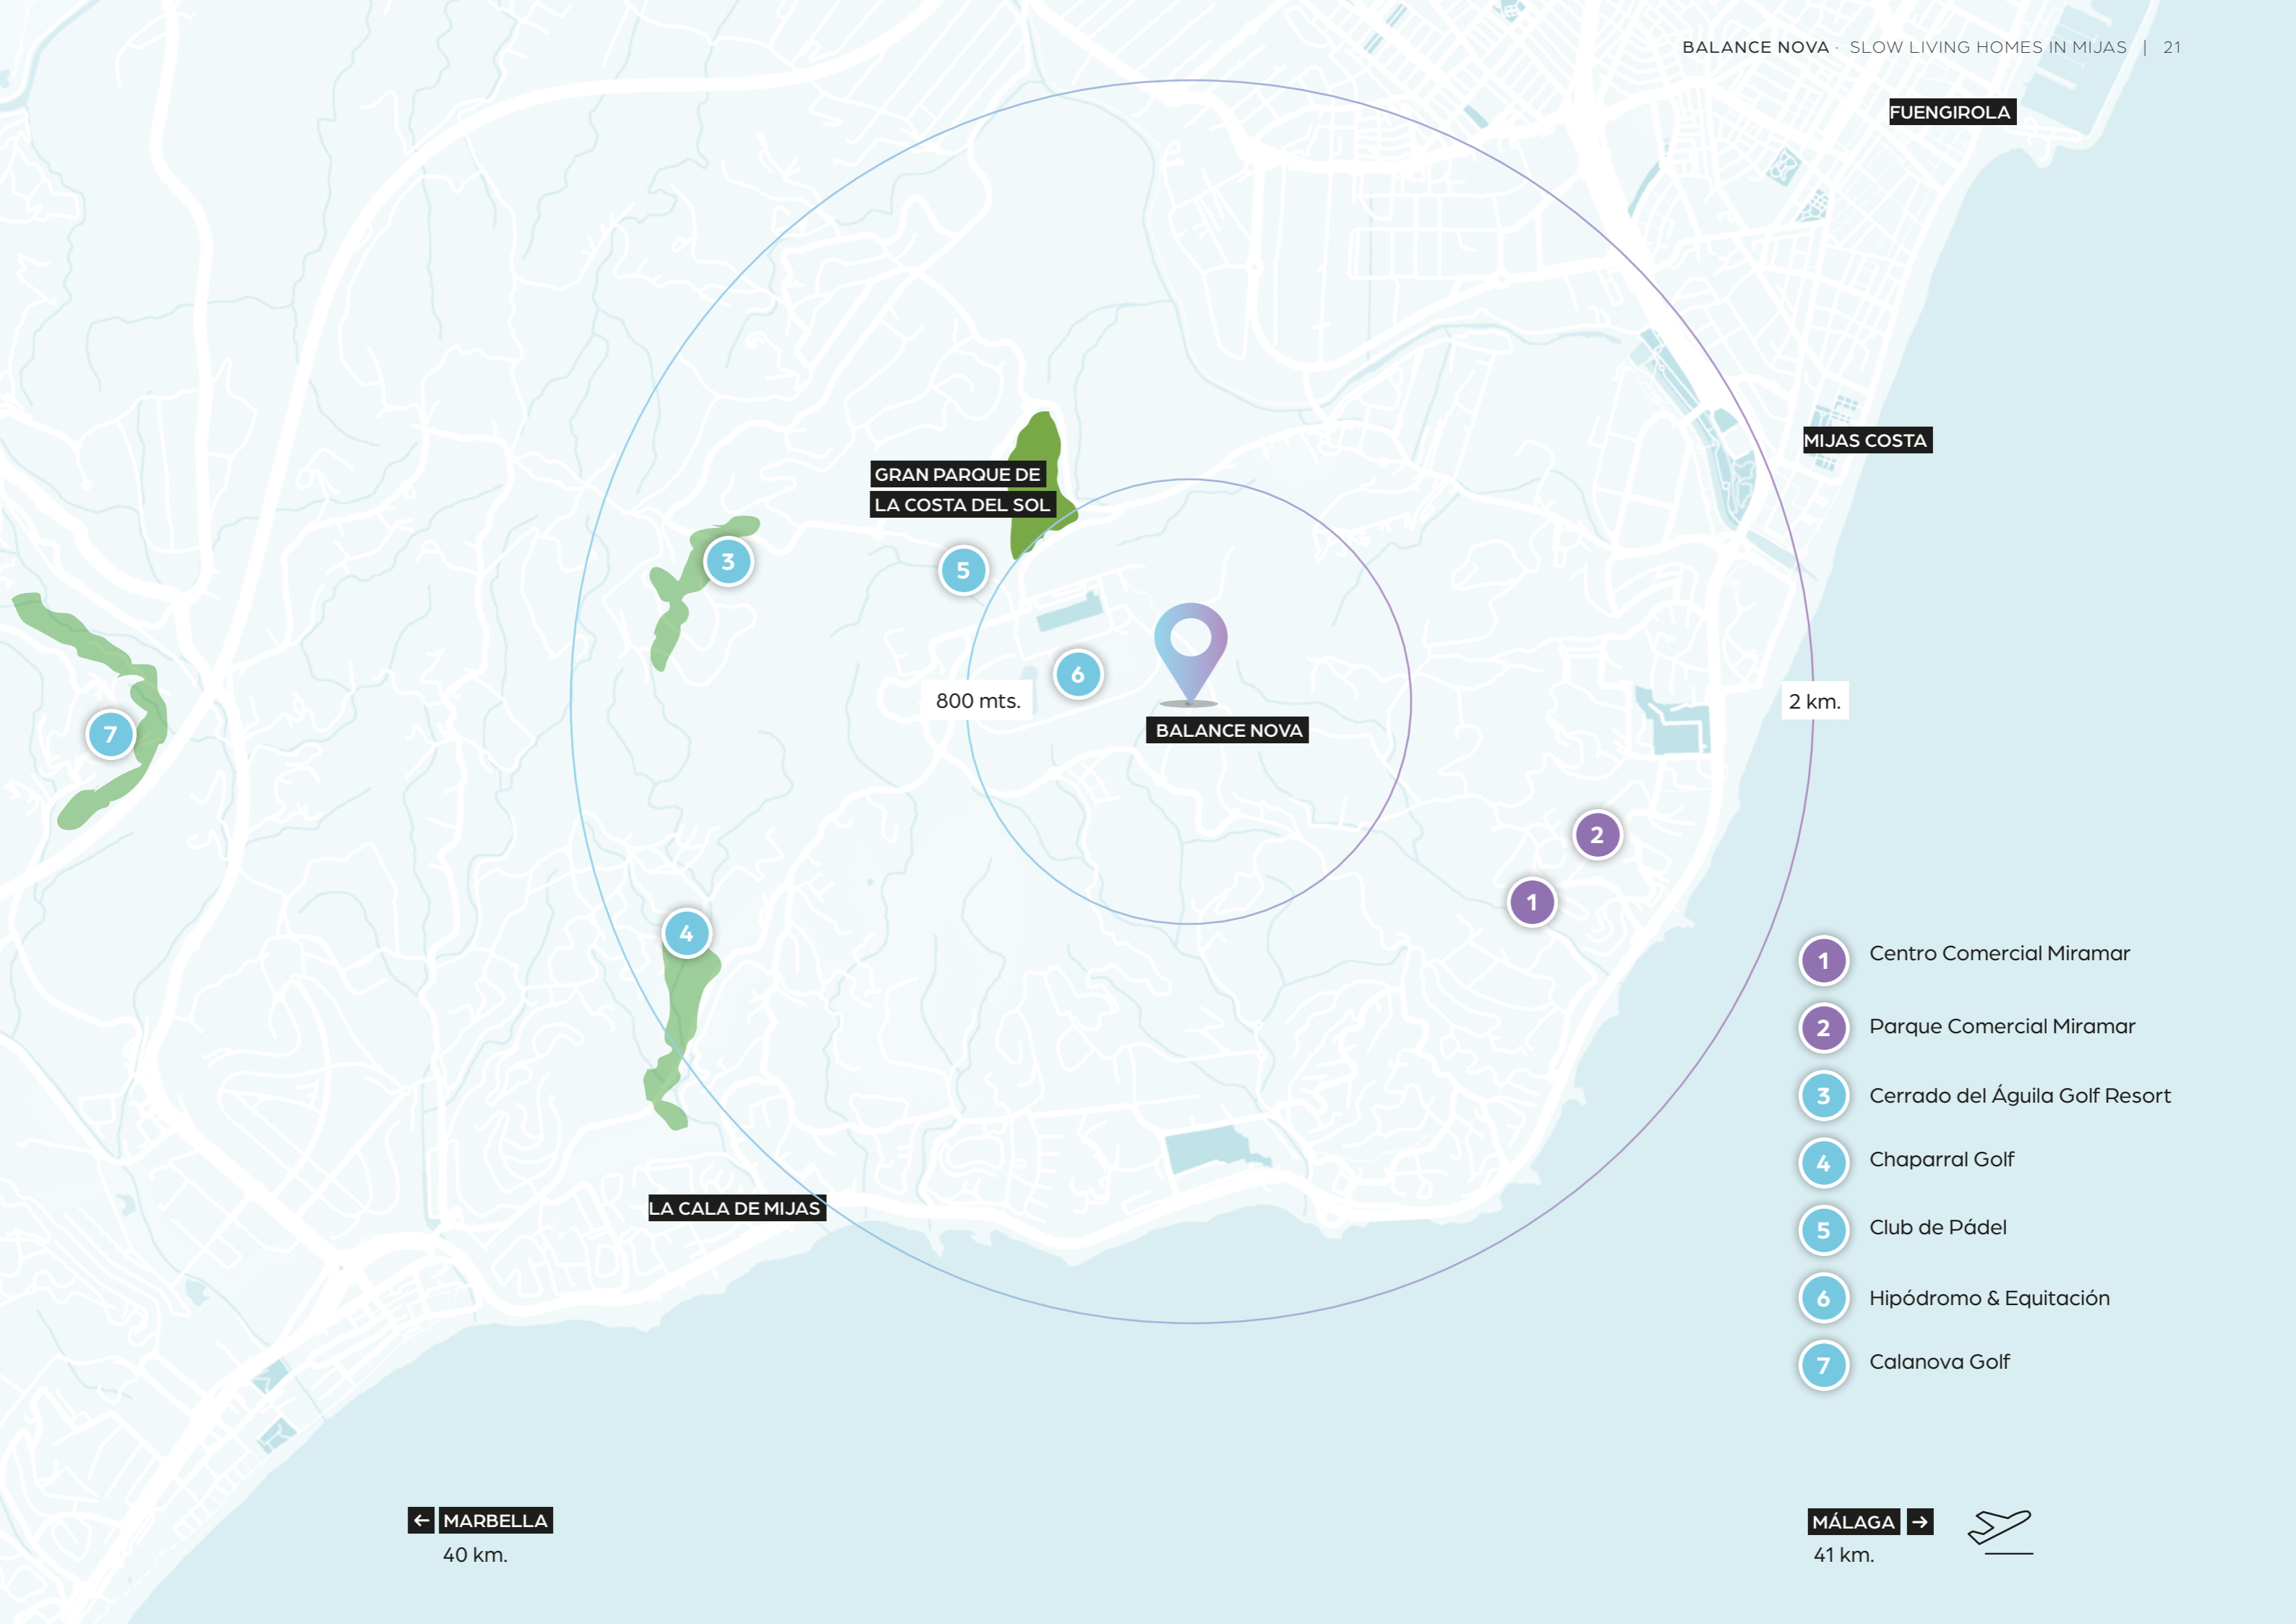 BALANCE NOVA · SLOW LIVING HOMES IN MIJAS | 21
FUENGIROLA
MIJAS COSTA
GRAN PARQUE DE
LA COSTA DEL SOL
3
5
6
7
800 mts.
2 km.
BALANCE NOVA
2
1
4
1 Centro Comercial Miramar
2 Parque Comercial Miramar
3 Cerrado del Águila Golf Resort
4 Chaparral Golf
5 Club de Pádel
6 Hipódromo & Equitación
7 Calanova Golf
LA CALA DE MIJAS
← MARBELLA
40 km.
MÁLAGA →
41 km.